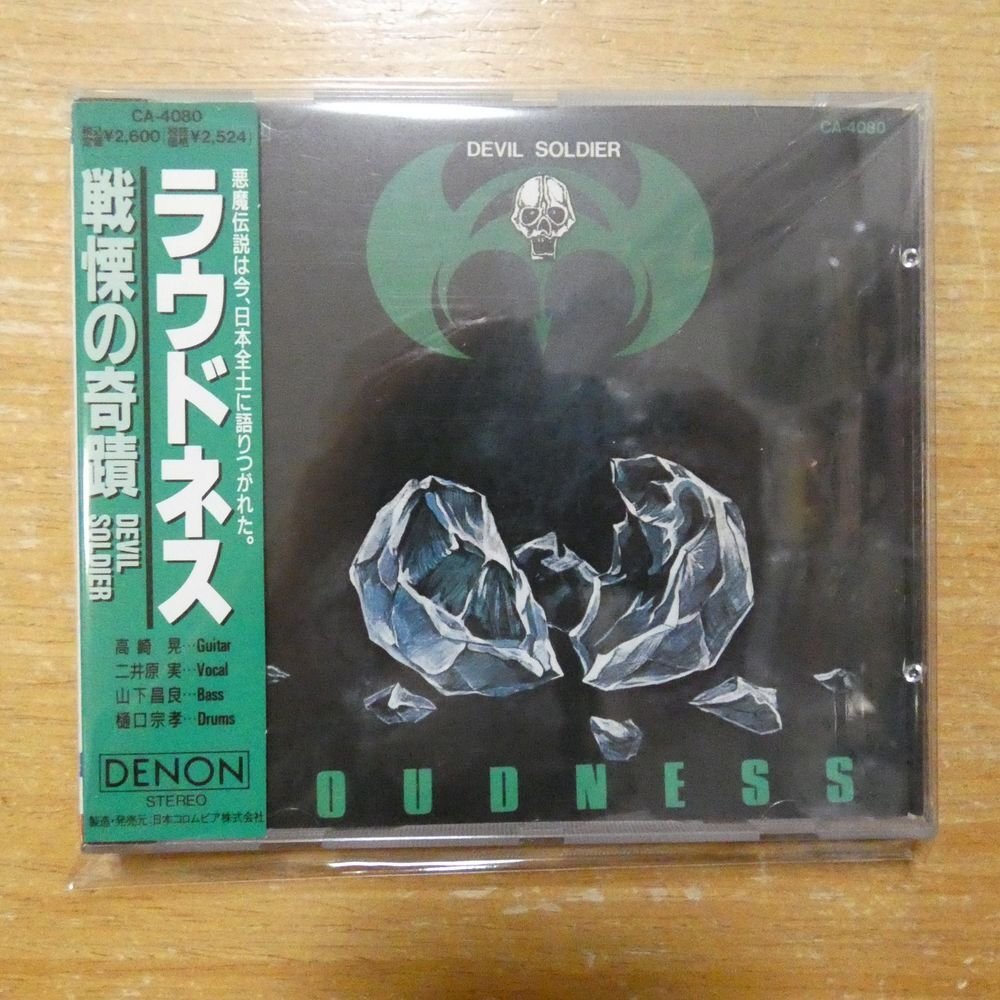 CA-4080
税込定価¥2,600(税抜価格¥2,524)
悪魔伝説は今、日本全土に語りつがれた。
ラウドネス
戦慄の奇蹟
DEVIL
SOLDIER
高崎 晃…Guitar
二井原 実…Vocal
山下昌良…Bass
樋口宗孝…Drums
DENON
STEREO
製造・発売元:日本コロムビア株式会社
CA-4080
DEVIL SOLDIER
OUDNESS